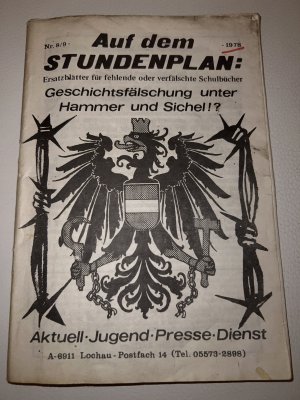 Nr. 8/9 -
- 1978
Auf dem
STUNDENPLAN:
Ersatzblätter für fehlende oder verfälschte Schulbücher
Geschichtsfälschung unter
Hammer und Sichel!?
Aktuell·Jugend·Presse·Dienst
A-6911 Lochau - Postfach 14 (Tel. 05573-2898)